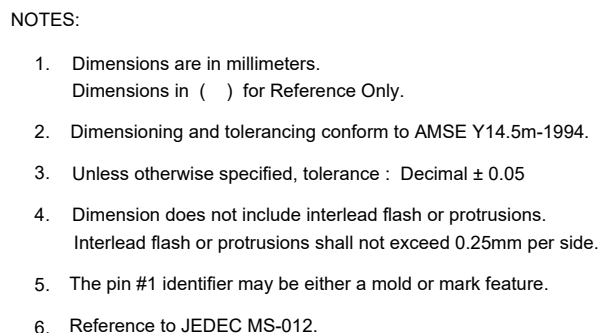 NOTES:
1. Dimensions are in millimeters.
Dimensions in ( ) for Reference Only.
2. Dimensioning and tolerancing conform to AMSE Y14.5m-1994.
3. Unless otherwise specified, tolerance : Decimal ± 0.05
4. Dimension does not include interlead flash or protrusions.
Interlead flash or protrusions shall not exceed 0.25mm per side.
5. The pin #1 identifier may be either a mold or mark feature.
6. Reference to JEDEC MS-012.